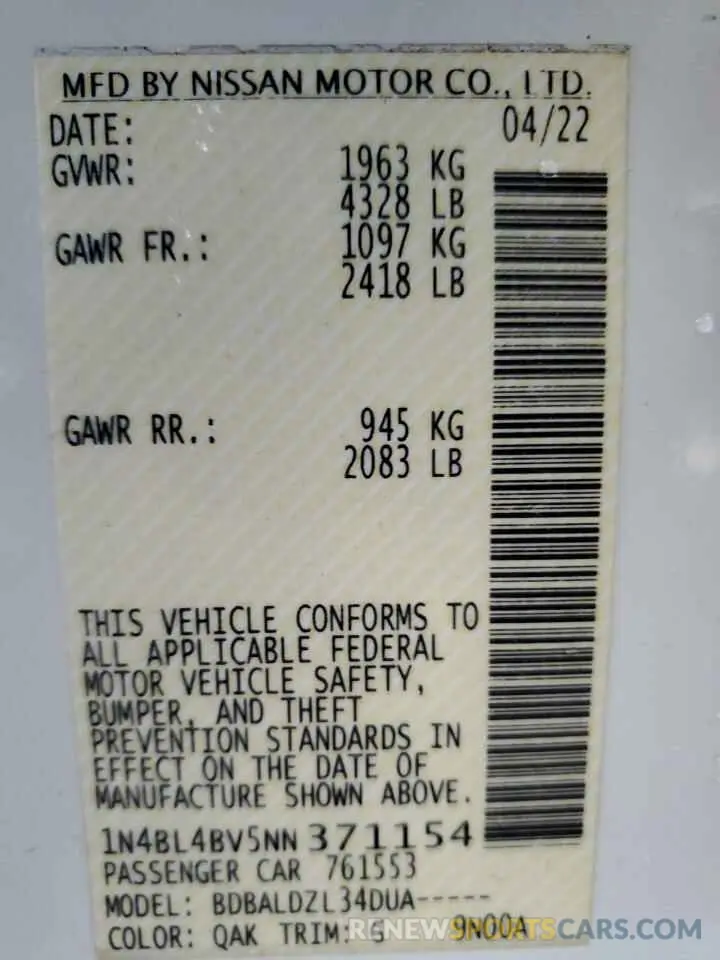 MFD BY NISSAN MOTOR CO., LTD.
DATE: 04/22
GVWR: 1963 KG
4328 LB
GAWR FR.: 1097 KG
2418 LB
GAWR RR.: 945 KG
2083 LB
THIS VEHICLE CONFORMS TO
ALL APPLICABLE FEDERAL
MOTOR VEHICLE SAFETY,
BUMPER, AND THEFT
PREVENTION STANDARDS IN
EFFECT ON THE DATE OF
MANUFACTURE SHOWN ABOVE.
1N4BL4BV5NN371154
PASSENGER CAR 761553
MODEL: BDBALDZL34DUA-----
COLOR: QAK TRIM: G 9N00A
RENEWSPORTSCARS.COM